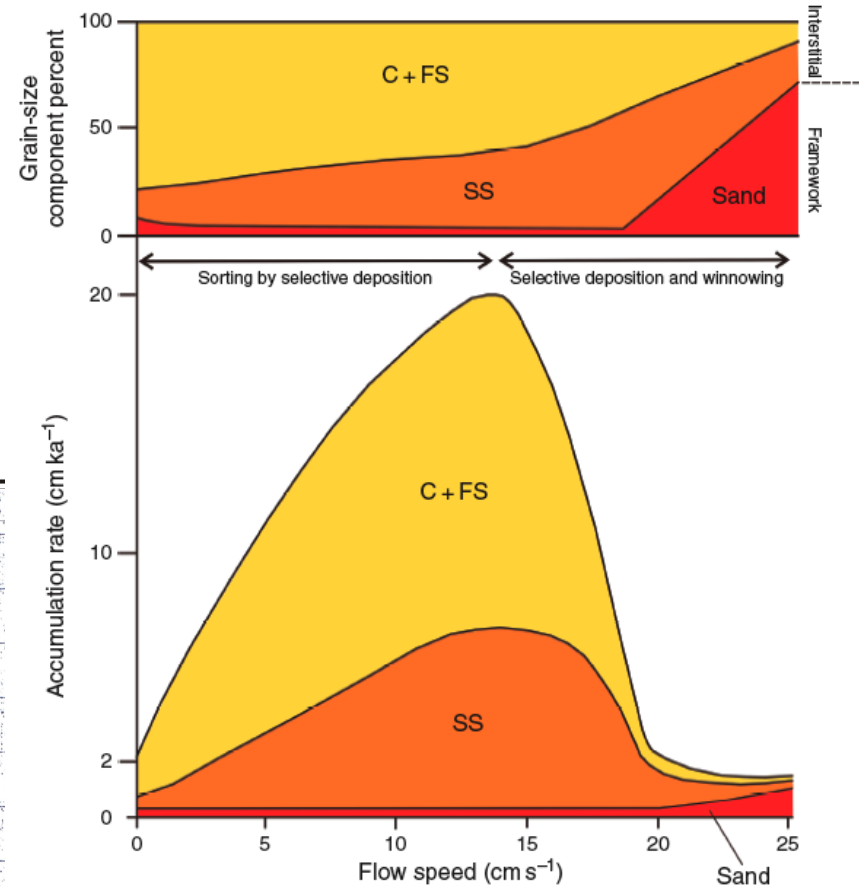 Grain-size
component percent
100
50
0
C + FS
SS
Sand
Interstitial
Framework
Sorting by selective deposition
Selective deposition and winnowing
Accumulation rate (cm ka⁻¹)
20
10
2
0
C + FS
SS
0
5
10
15
20
25
Flow speed (cm s⁻¹)
Sand